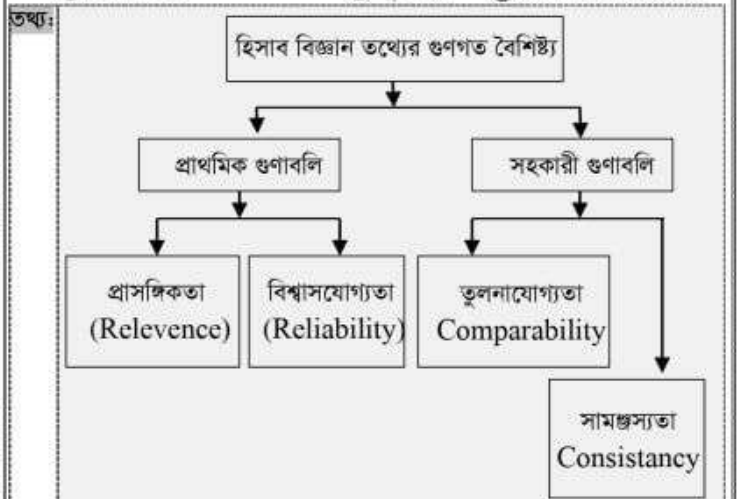 তথ্য:
হিসাব বিজ্ঞান তথ্যের গুণগত বৈশিষ্ট্য
প্রাথমিক গুণাবলি
সহকারী গুণাবলি
প্রাসঙ্গিকতা
(Relevence)
বিশ্বাসযোগ্যতা
(Reliability)
তুলনাযোগ্যতা
Comparability
সামঞ্জস্যতা
Consistancy